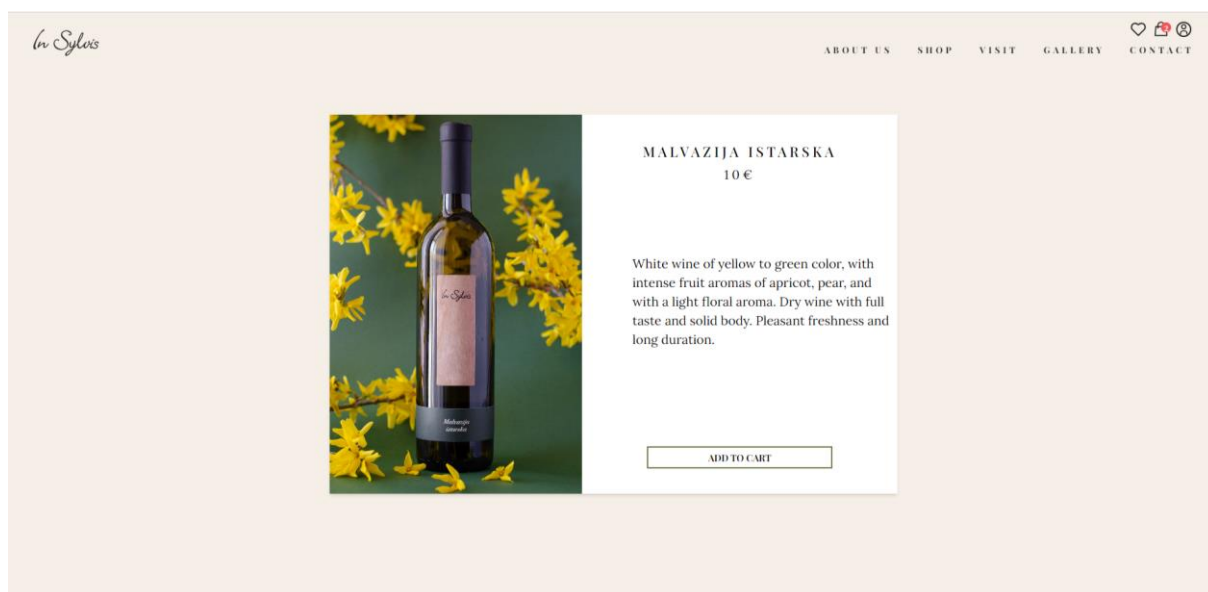 In Sylvis
ABOUT US SHOP VISIT GALLERY CONTACT
MALVAZIJA ISTARSKA
10€
White wine of yellow to green color, with
intense fruit aromas of apricot, pear, and
with a light floral aroma. Dry wine with full
taste and solid body. Pleasant freshness and
long duration.
In Sylvis
Malvazija
istarska
ADD TO CART